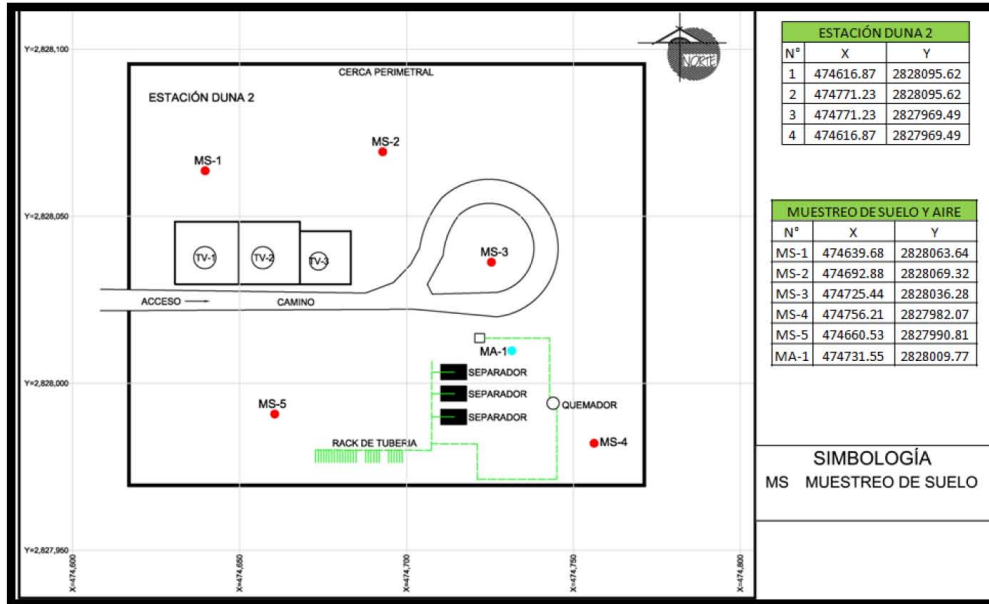 Y=2,828,100
CERCA PERIMETRAL
NORTE
ESTACIÓN DUNA 2
MS-2
MS-1
Y=2,828,050
MS-3
TV-1
TV-2
TV-3
ACCESO
CAMINO
MA-1
Y=2,828,000
SEPARADOR
SEPARADOR
SEPARADOR
MS-5
QUEMADOR
RACK DE TUBERIA
MS-4
Y=2,827,950
X=474,600
X=474,650
X=474,700
X=474,750
X=474,800
ESTACIÓN DUNA 2
N° X Y
1 474616.87 2828095.62
2 474771.23 2828095.62
3 474771.23 2827969.49
4 474616.87 2827969.49
MUESTREO DE SUELO Y AIRE
N° X Y
MS-1 474639.68 2828063.64
MS-2 474692.88 2828069.32
MS-3 474725.44 2828036.28
MS-4 474756.21 2827982.07
MS-5 474660.53 2827990.81
MA-1 474731.55 2828009.77
SIMBOLOGÍA
MS MUESTREO DE SUELO